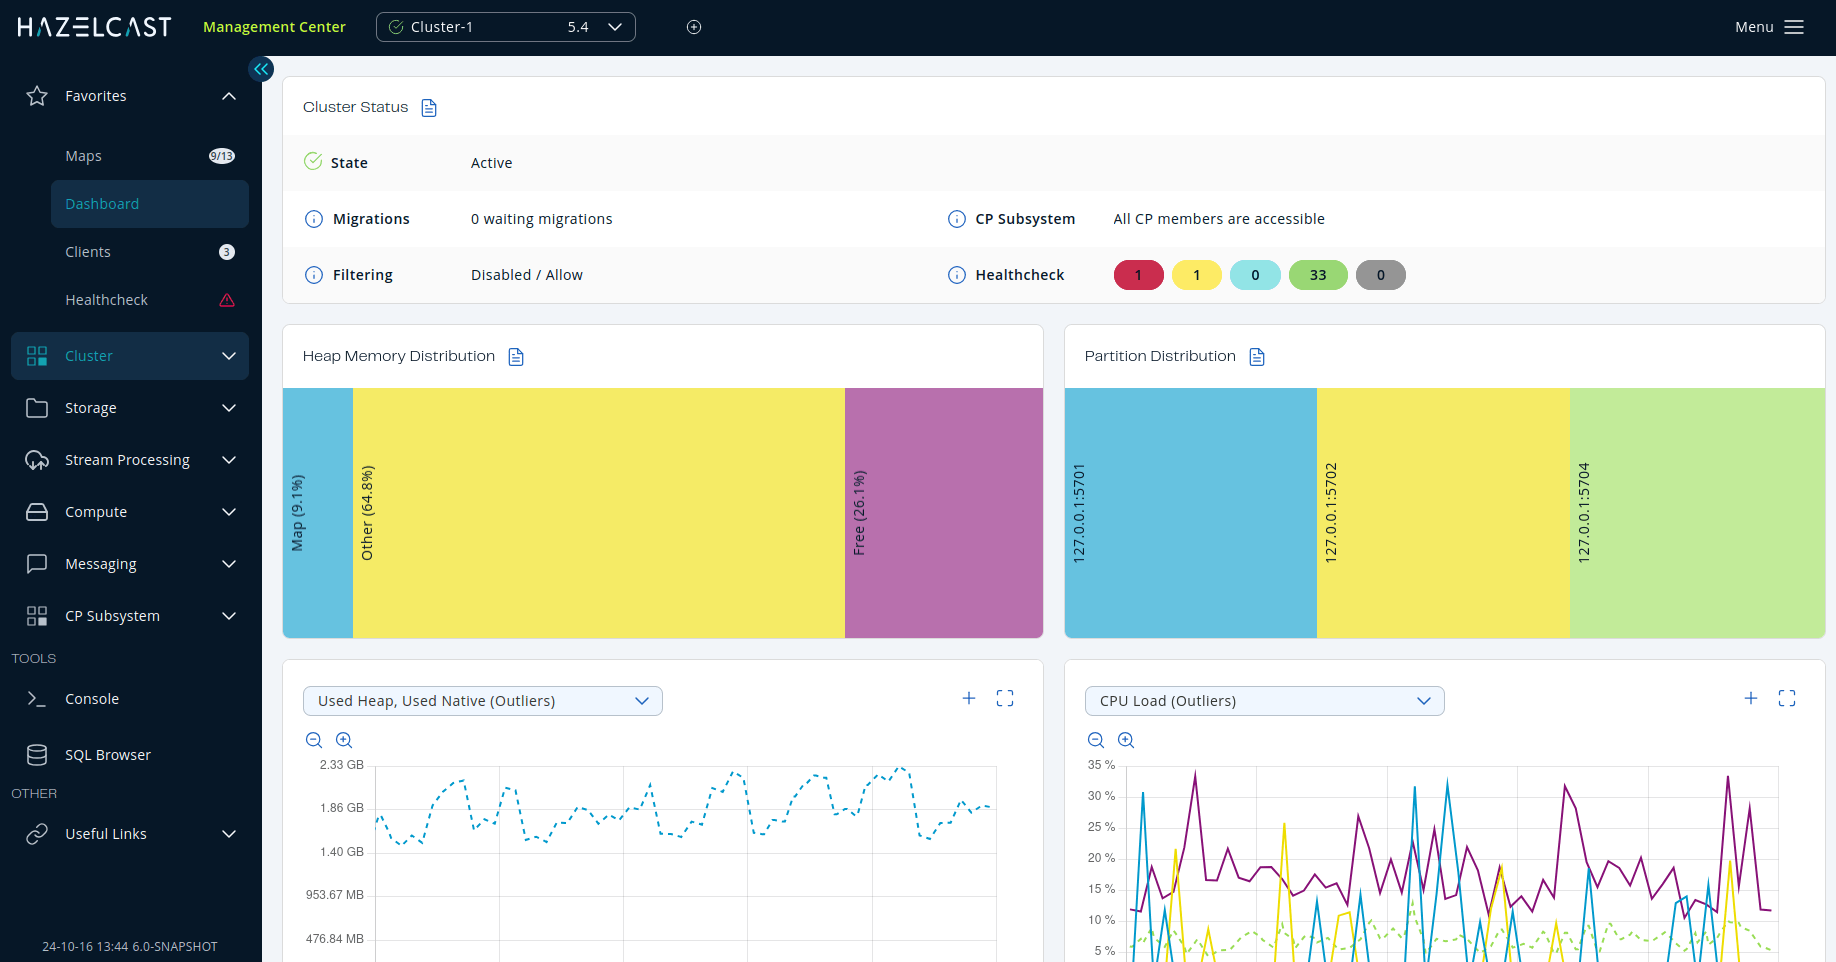 HAZELCAST
Management Center
Cluster-1 5.4
Menu
Favorites
Maps 9/13
Dashboard
Clients 3
Healthcheck
Cluster
Storage
Stream Processing
Compute
Messaging
CP Subsystem
TOOLS
Console
SQL Browser
OTHER
Useful Links
24-10-16 13:44 6.0-SNAPSHOT
Cluster Status
State Active
Migrations 0 waiting migrations
CP Subsystem All CP members are accessible
Filtering Disabled / Allow
Healthcheck 1 1 0 33 0
Heap Memory Distribution
Map (9.1%)
Other (64.8%)
Free (26.1%)
Partition Distribution
127.0.0.1:5701
127.0.0.1:5702
127.0.0.1:5704
Used Heap, Used Native (Outliers)
2.33 GB
1.86 GB
1.40 GB
953.67 MB
476.84 MB
CPU Load (Outliers)
35 %
30 %
25 %
20 %
15 %
10 %
5 %